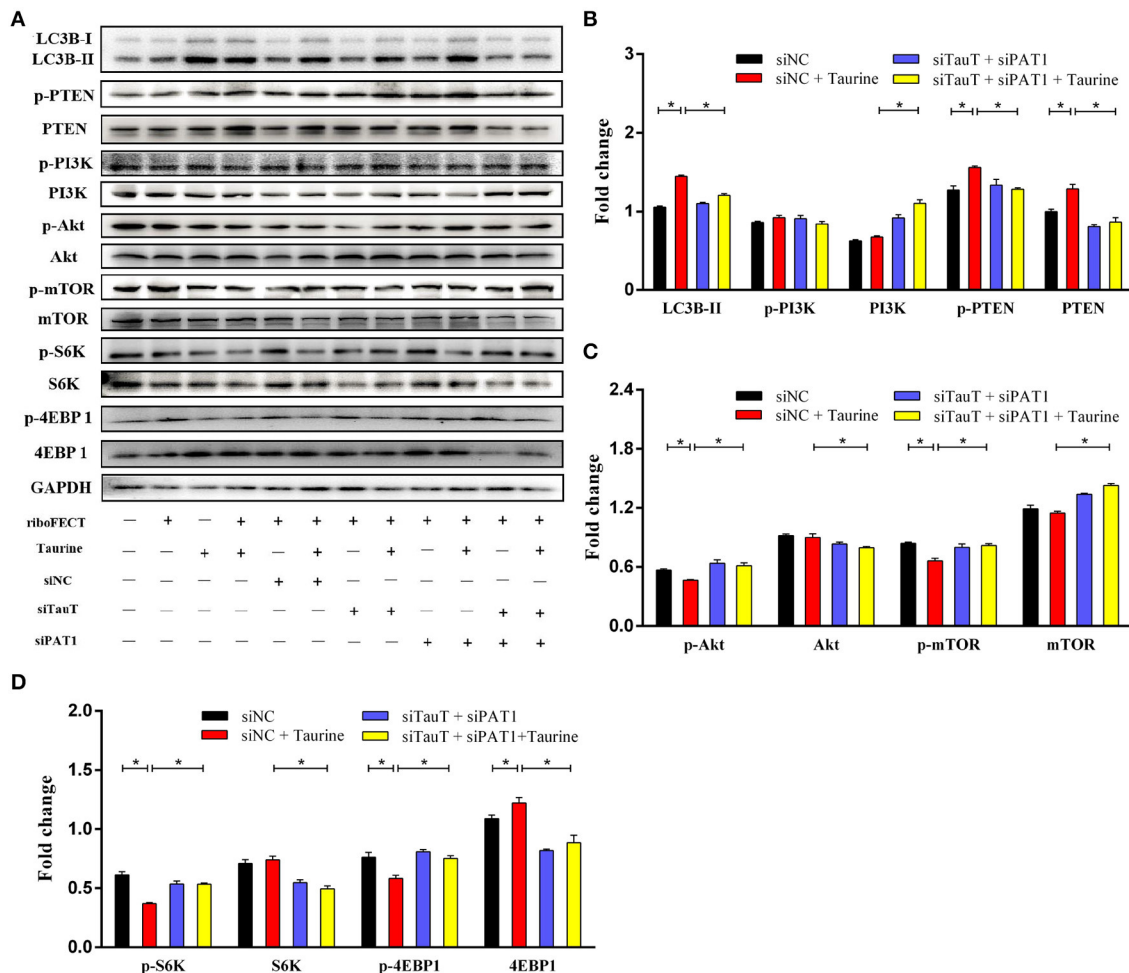 A
LC3B-I
LC3B-II
p-PTEN
PTEN
p-PI3K
PI3K
p-Akt
Akt
p-mTOR
mTOR
p-S6K
S6K
p-4EBP 1
4EBP 1
GAPDH
riboFECT — + — + + + + + + + + +
Taurine — — + + — + — + — + — +
siNC — — — — + + — — — — — —
siTauT — — — — — — + + — — + +
siPAT1 — — — — — — — — + + + +
B
Fold change
3
2
1
0
siNC
siNC + Taurine
siTauT + siPAT1
siTauT + siPAT1 + Taurine
* * * * * * *
LC3B-II p-PI3K PI3K p-PTEN PTEN
C
Fold change
2.4
1.8
1.2
0.6
0.0
siNC
siNC + Taurine
siTauT + siPAT1
siTauT + siPAT1 + Taurine
* * * * * *
p-Akt Akt p-mTOR mTOR
D
Fold change
2.0
1.5
1.0
0.5
0.0
siNC
siNC + Taurine
siTauT + siPAT1
siTauT + siPAT1+Taurine
* * * * * * *
p-S6K S6K p-4EBP1 4EBP1